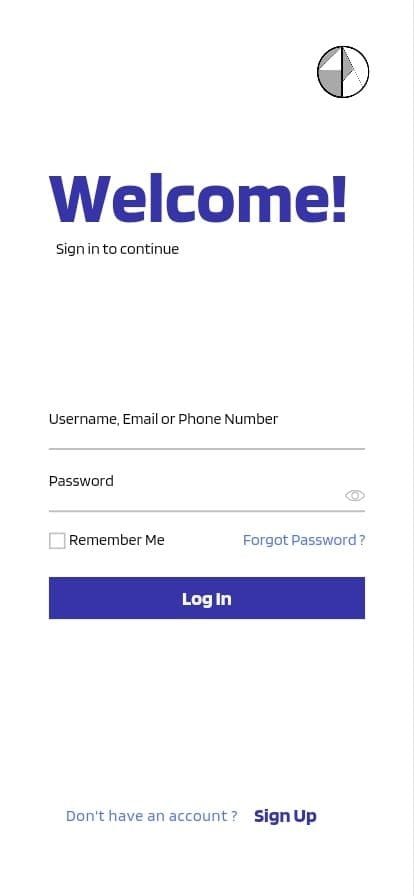 Welcome!
Sign in to continue
Username, Email or Phone Number
Password
Remember Me
Forgot Password ?
Log In
Don't have an account ? Sign Up